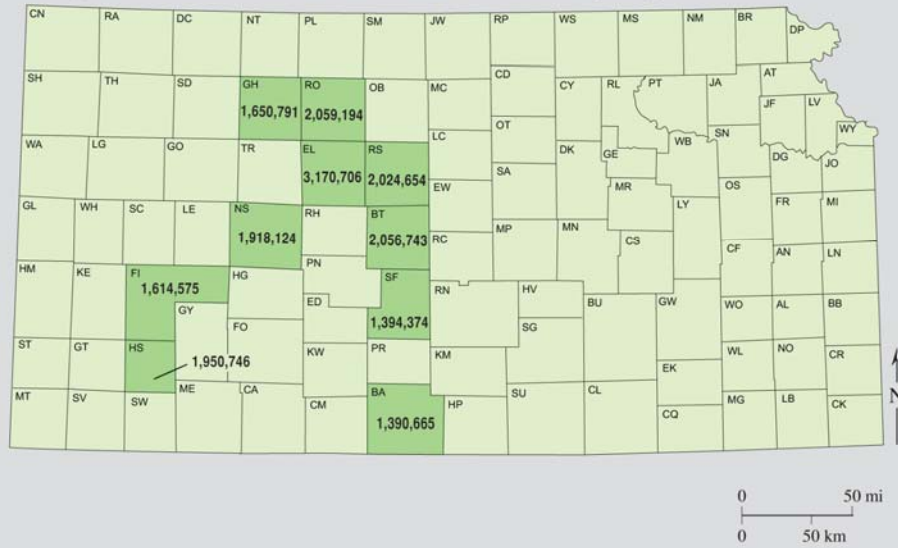 CN RA DC NT PL SM JW RP WS MS NM BR DP
SH TH SD GH RO OB MC CD CY RL PT JA AT
1,650,791 2,059,194
JF LV WY
WA LG GO TR EL RS LC OT DK GE WB SN DG JO
3,170,706 2,024,654
EW SA MR OS
GL WH SC LE NS RH BT RC MP MN CS LY FR MI
1,918,124 2,056,743
HM KE FI HG PN SF CF AN LN
1,614,575
GY ED RN HV BU GW WO AL BB
1,394,374
FO SG
ST GT HS KW PR KM EK WL NO CR
1,950,746
MT SV SW ME CA CM BA HP SU CL CQ MG LB CK
1,390,665
N
0 50 mi
0 50 km